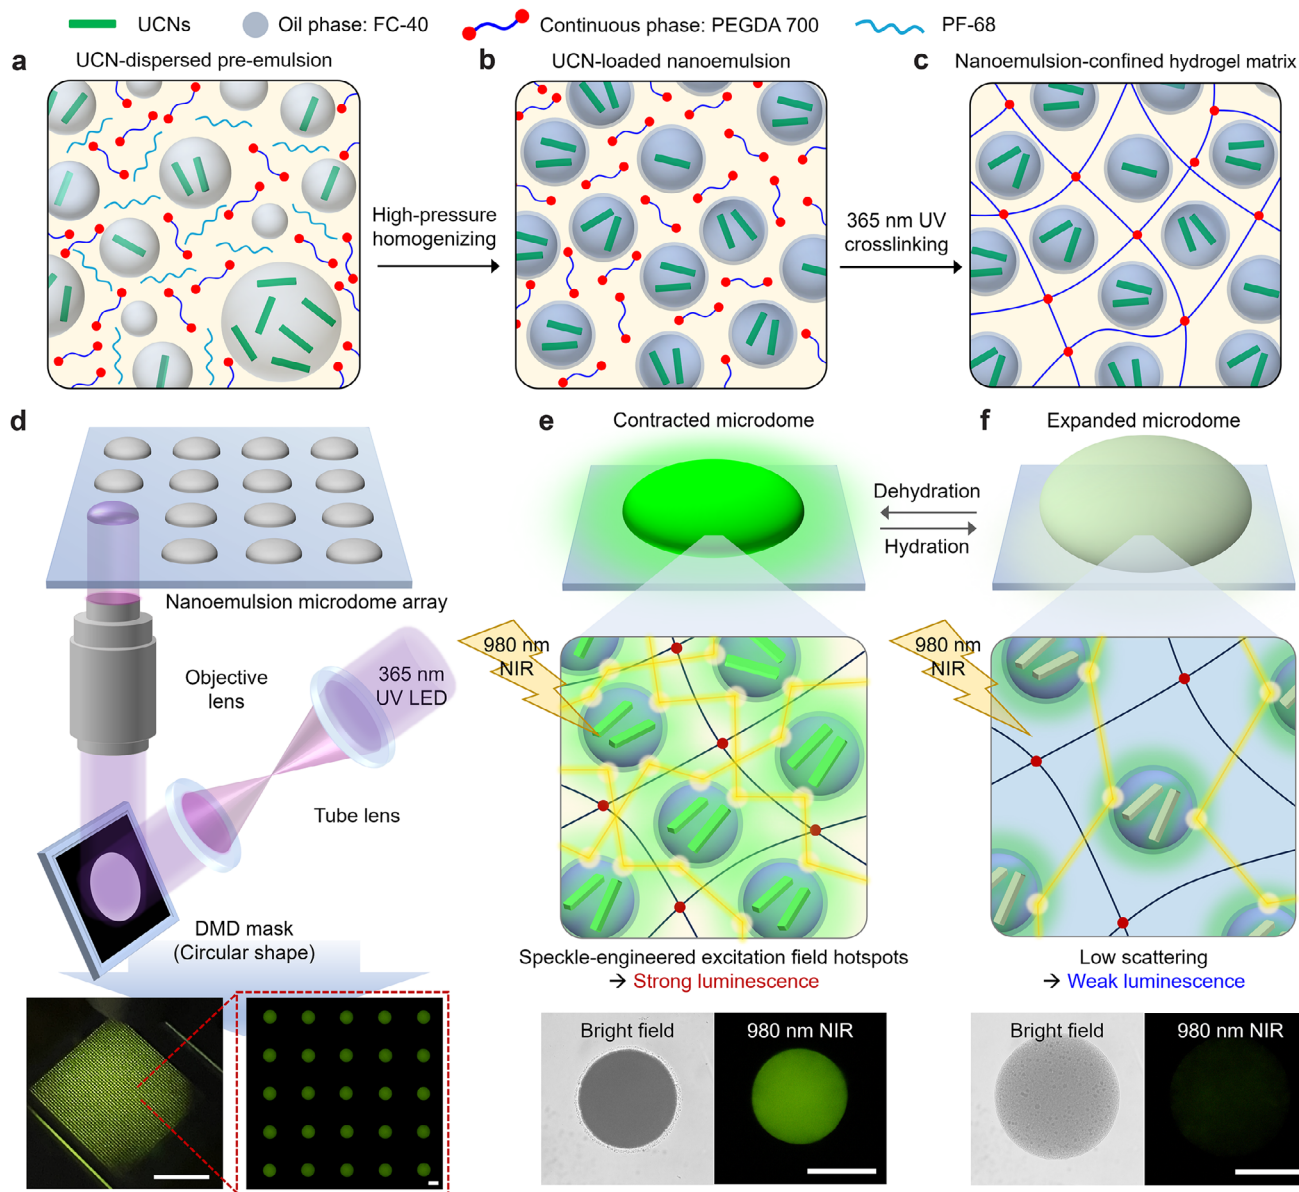 UCNs
Oil phase: FC-40
Continuous phase: PEGDA 700
PF-68
a
UCN-dispersed pre-emulsion
b
UCN-loaded nanoemulsion
c
Nanoemulsion-confined hydrogel matrix
High-pressure
homogenizing
365 nm UV
crosslinking
d
Nanoemulsion microdome array
Objective
lens
365 nm
UV LED
Tube lens
DMD mask
(Circular shape)
e
Contracted microdome
Dehydration
Hydration
f
Expanded microdome
980 nm
NIR
980 nm
NIR
Speckle-engineered excitation field hotspots
→ Strong luminescence
Low scattering
→ Weak luminescence
Bright field
980 nm NIR
Bright field
980 nm NIR